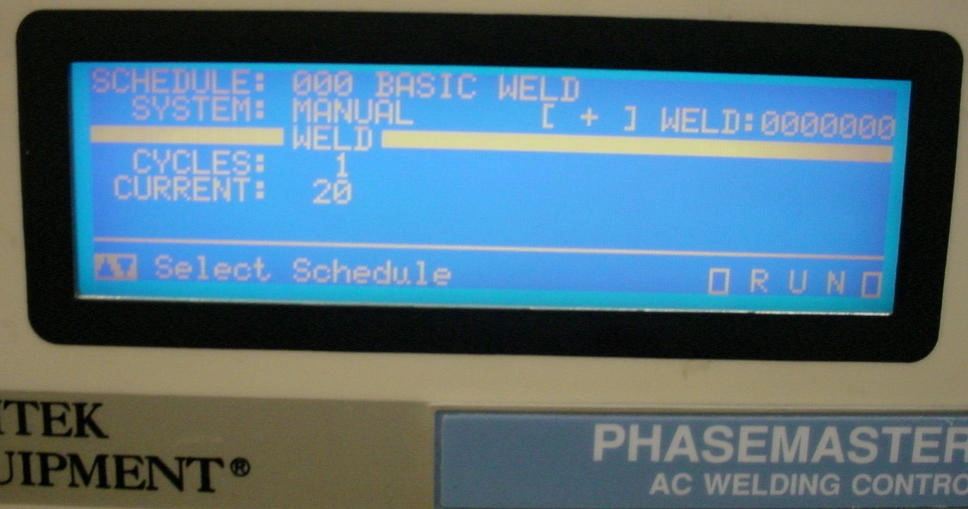 SCHEDULE: 000 BASIC WELD
SYSTEM: MANUAL [ + ] WELD:0000000
WELD
CYCLES: 1
CURRENT: 20
▲▼ Select Schedule RUN
ITEK
UIPMENT®
PHASEMASTER
AC WELDING CONTRO